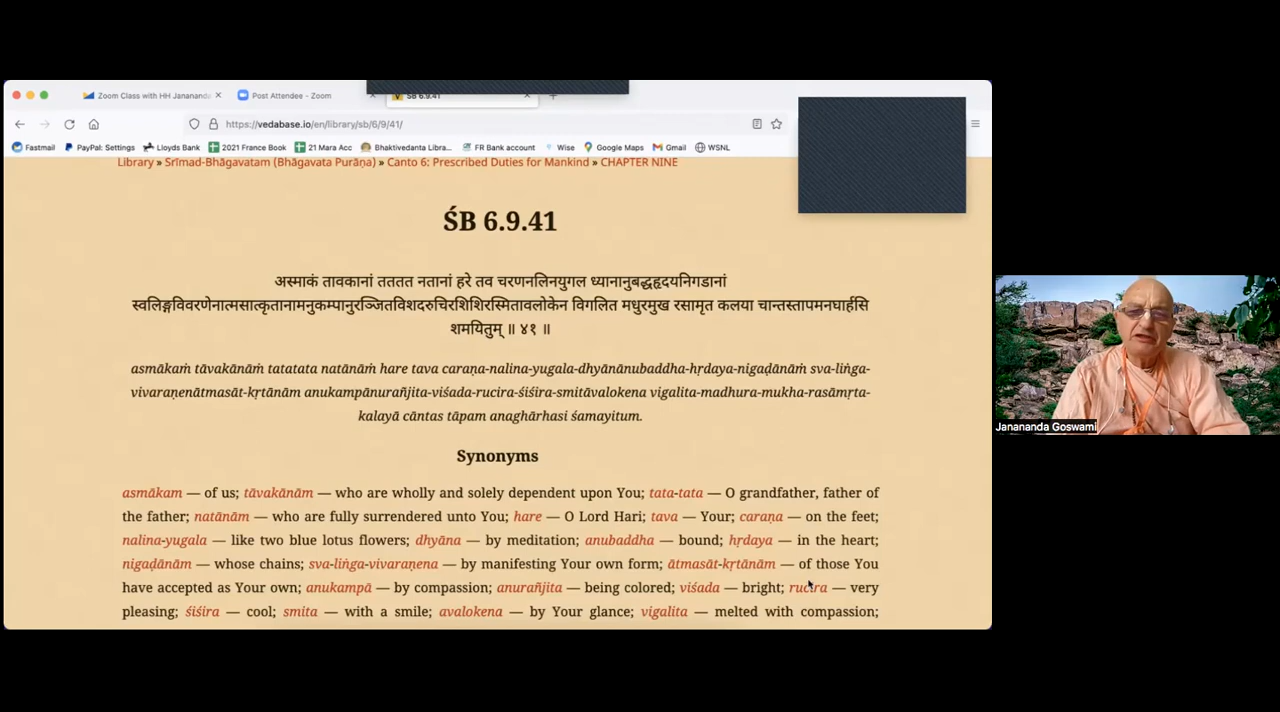 Zoom Class with HH Jananand
Post Attendee - Zoom
SB 6.9.41
https://vedabase.io/en/library/sb/6/9/41/
Fastmail PayPal: Settings Lloyds Bank 2021 France Book 21 Mara Acc Bhaktivedanta Libra... FR Bank account Wise Google Maps Gmail WSNL
Library » Śrīmad-Bhāgavatam (Bhāgavata Purāṇa) » Canto 6: Prescribed Duties for Mankind » CHAPTER NINE
ŚB 6.9.41
अस्माकं तावकानां तततत नतानां हरे तव चरणनलिनयुगल ध्यानानुबद्धहृदयनिगडानां
स्वलिङ्गविवरणेनात्मसात्कृतानामनुकम्पानुरञ्जितविशदरुचिरशिशिरस्मितावलोकेन विगलित मधुरमुख रसामृत कलया चान्तस्तापमनघार्हसि
शमयितुम् ॥ ४१ ॥
asmākaṁ tāvakānāṁ tatatata natānāṁ hare tava caraṇa-nalina-yugala-dhyānānubaddha-hṛdaya-nigaḍānāṁ sva-liṅga-
vivaraṇenātmasāt-kṛtānām anukampānurañjita-viśada-rucira-śiśira-smitāvalokena vigalita-madhura-mukha-rasāmṛta-
kalayā cāntas tāpam anaghārhasi śamayitum.
Synonyms
asmākam — of us; tāvakānām — who are wholly and solely dependent upon You; tata-tata — O grandfather, father of
the father; natānām — who are fully surrendered unto You; hare — O Lord Hari; tava — Your; caraṇa — on the feet;
nalina-yugala — like two blue lotus flowers; dhyāna — by meditation; anubaddha — bound; hṛdaya — in the heart;
nigaḍānām — whose chains; sva-liṅga-vivaraṇena — by manifesting Your own form; ātmasāt-kṛtānām — of those You
have accepted as Your own; anukampā — by compassion; anurañjita — being colored; viśada — bright; rucira — very
pleasing; śiśira — cool; smita — with a smile; avalokena — by Your glance; vigalita — melted with compassion;
Janananda Goswami